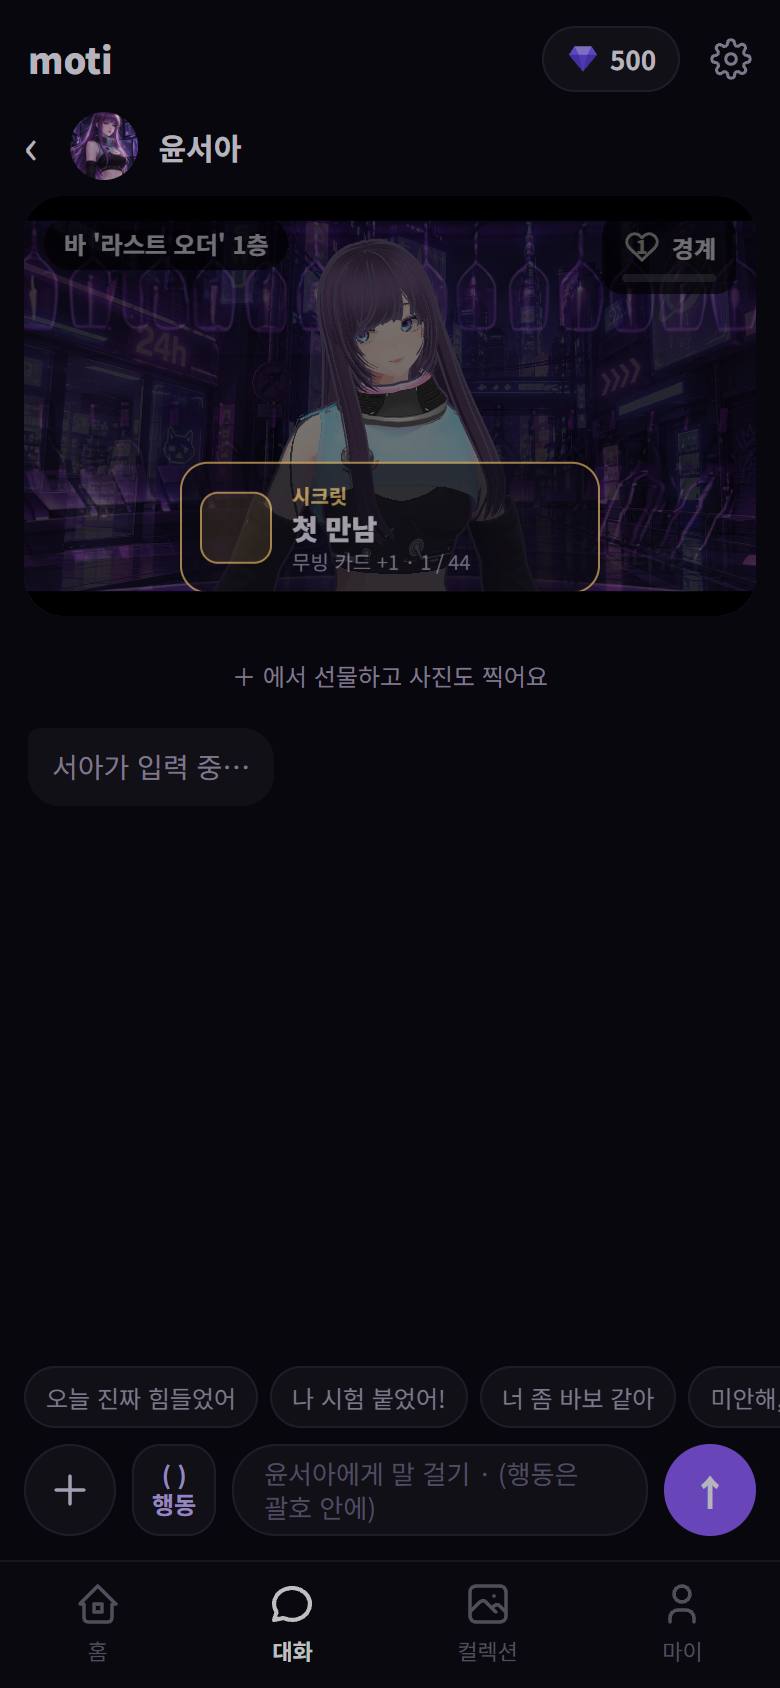 moti
500
윤서아
바 '라스트 오더' 1층
1 경계
24h
시크릿
첫 만남
무빙 카드 +1 · 1 / 44
+ 에서 선물하고 사진도 찍어요
서아가 입력 중…
오늘 진짜 힘들었어
나 시험 붙었어!
너 좀 바보 같아
미안해,
( )
행동
윤서아에게 말 걸기 · (행동은
괄호 안에)
홈
대화
컬렉션
마이